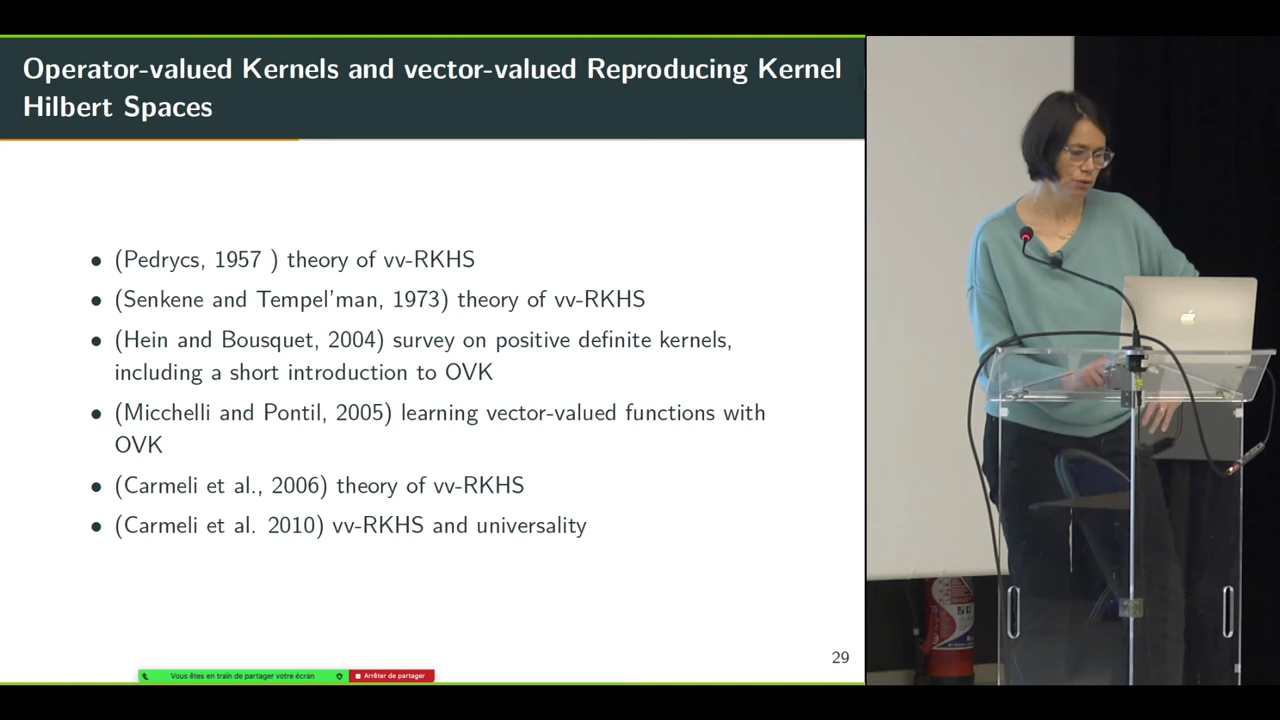 Operator-valued Kernels and vector-valued Reproducing Kernel
Hilbert Spaces
• (Pedrycs, 1957 ) theory of vv-RKHS
• (Senkene and Tempel'man, 1973) theory of vv-RKHS
• (Hein and Bousquet, 2004) survey on positive definite kernels,
including a short introduction to OVK
• (Micchelli and Pontil, 2005) learning vector-valued functions with
OVK
• (Carmeli et al., 2006) theory of vv-RKHS
• (Carmeli et al. 2010) vv-RKHS and universality
29
Vous êtes en train de partager votre écran
Arrêter de partager